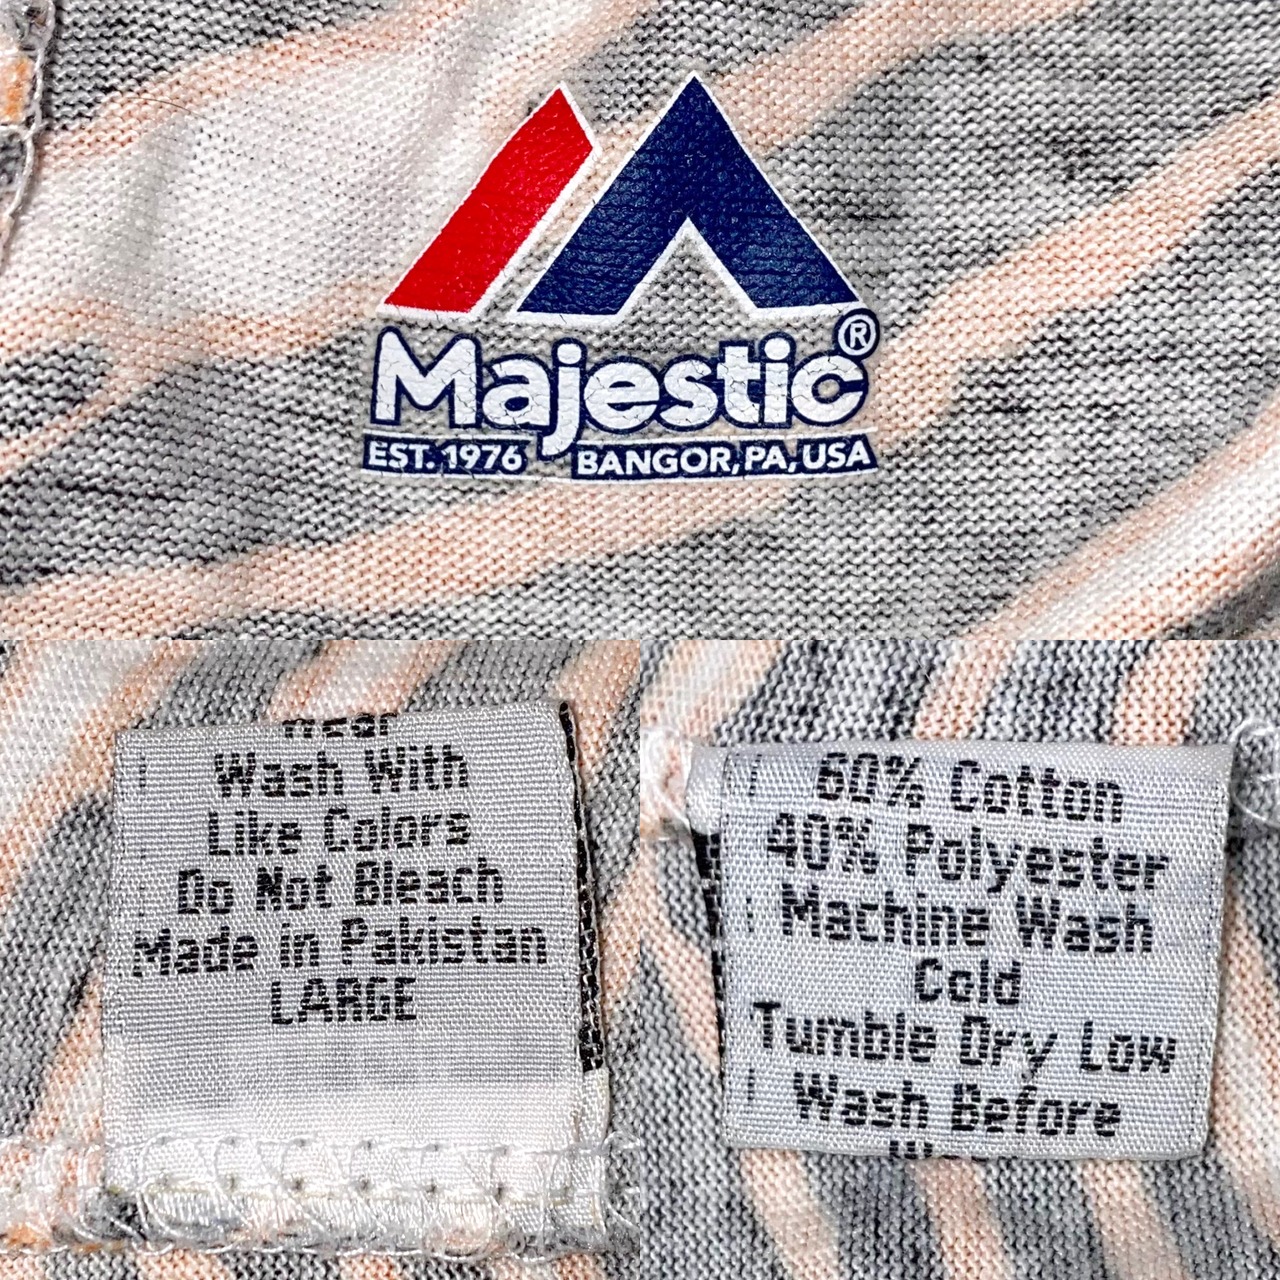 Majestic®
EST. 1976 BANGOR, PA, USA
Wear
Wash With
Like Colors
Do Not Bleach
Made in Pakistan
LARGE
60% Cotton
40% Polyester
Machine Wash
Cold
Tumble Dry Low
Wash Before